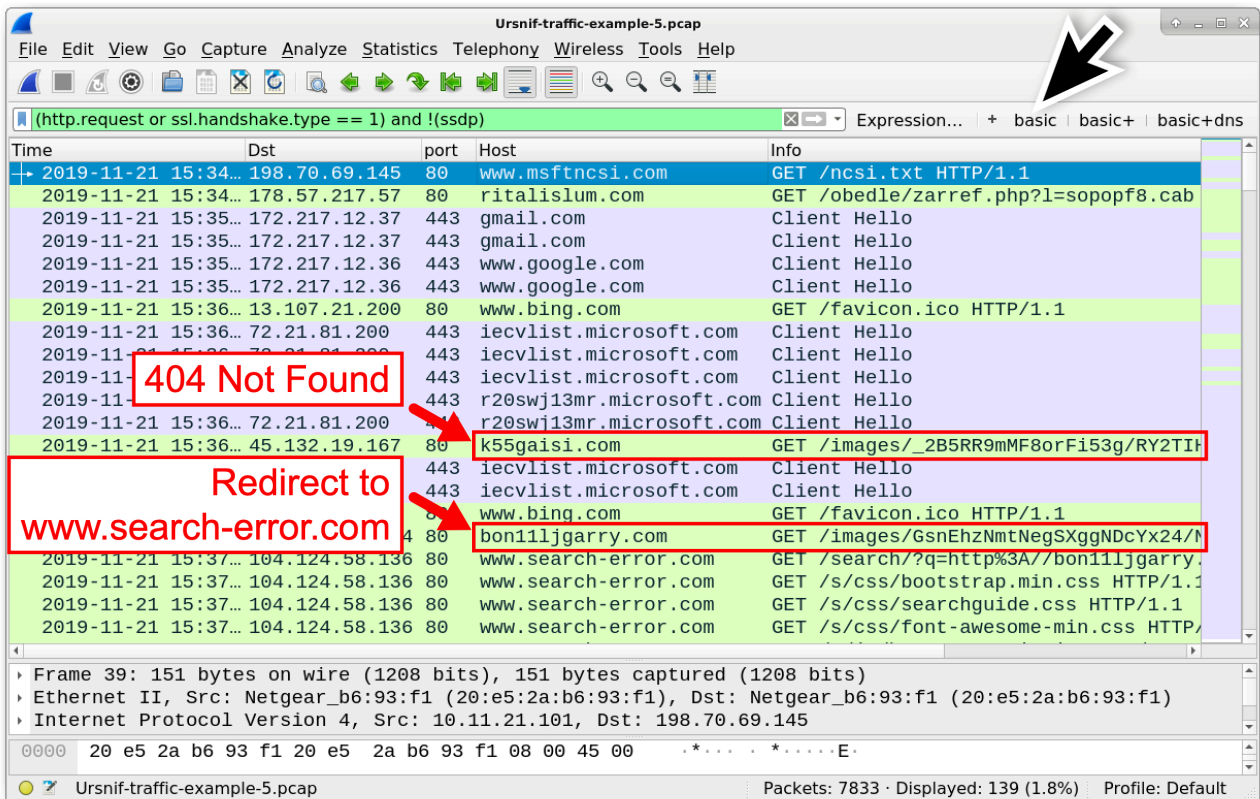 Ursnif-traffic-example-5.pcap
File Edit View Go Capture Analyze Statistics Telephony Wireless Tools Help
(http.request or ssl.handshake.type == 1) and !(ssdp) Expression... + basic basic+ basic+dns
Time Dst port Host Info
2019-11-21 15:34… 198.70.69.145 80 www.msftncsi.com GET /ncsi.txt HTTP/1.1
2019-11-21 15:34… 178.57.217.57 80 ritalislum.com GET /obedle/zarref.php?l=sopopf8.cab
2019-11-21 15:35… 172.217.12.37 443 gmail.com Client Hello
2019-11-21 15:35… 172.217.12.37 443 gmail.com Client Hello
2019-11-21 15:35… 172.217.12.36 443 www.google.com Client Hello
2019-11-21 15:35… 172.217.12.36 443 www.google.com Client Hello
2019-11-21 15:36… 13.107.21.200 80 www.bing.com GET /favicon.ico HTTP/1.1
2019-11-21 15:36… 72.21.81.200 443 iecvlist.microsoft.com Client Hello
443 iecvlist.microsoft.com Client Hello
2019-11- 443 iecvlist.microsoft.com Client Hello
404 Not Found
2019-11- 443 r20swj13mr.microsoft.com Client Hello
2019-11-21 15:36… 72.21.81.200 r20swj13mr.microsoft.com Client Hello
2019-11-21 15:36… 45.132.19.167 80 k55gaisi.com GET /images/_2B5RR9mMF8orFi53g/RY2TIH
443 iecvlist.microsoft.com Client Hello
Redirect to
443 iecvlist.microsoft.com Client Hello
www.bing.com GET /favicon.ico HTTP/1.1
www.search-error.com
4 80 bon11ljgarry.com GET /images/GsnEhzNmtNegSXggNDcYx24/N
2019-11-21 15:37… 104.124.58.136 80 www.search-error.com GET /search/?q=http%3A//bon11ljgarry.
2019-11-21 15:37… 104.124.58.136 80 www.search-error.com GET /s/css/bootstrap.min.css HTTP/1.1
2019-11-21 15:37… 104.124.58.136 80 www.search-error.com GET /s/css/searchguide.css HTTP/1.1
2019-11-21 15:37… 104.124.58.136 80 www.search-error.com GET /s/css/font-awesome-min.css HTTP/
Frame 39: 151 bytes on wire (1208 bits), 151 bytes captured (1208 bits)
Ethernet II, Src: Netgear_b6:93:f1 (20:e5:2a:b6:93:f1), Dst: Netgear_b6:93:f1 (20:e5:2a:b6:93:f1)
Internet Protocol Version 4, Src: 10.11.21.101, Dst: 198.70.69.145
0000 20 e5 2a b6 93 f1 20 e5 2a b6 93 f1 08 00 45 00 ·*··· · *·····E·
Ursnif-traffic-example-5.pcap Packets: 7833 · Displayed: 139 (1.8%) Profile: Default